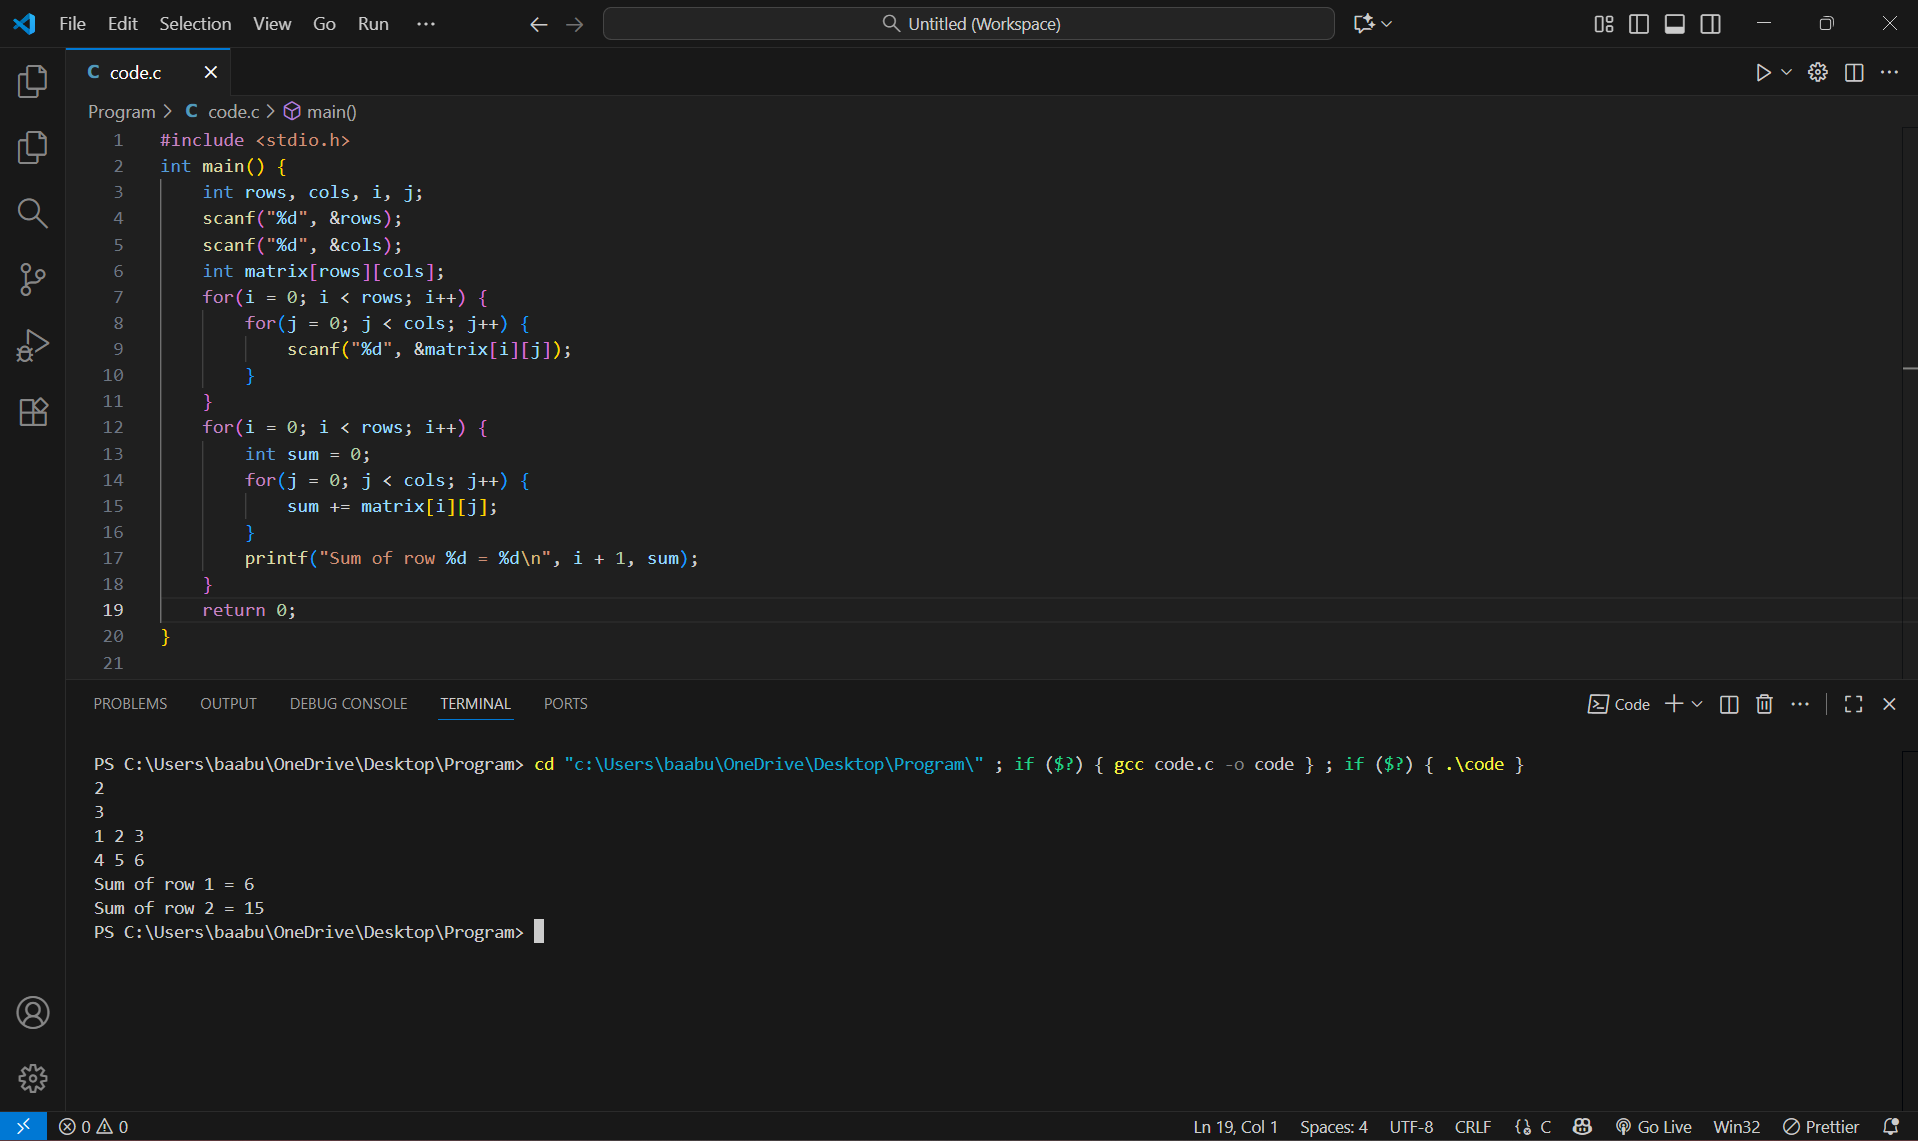 File Edit Selection View Go Run ··· Untitled (Workspace)
C code.c
Program > C code.c > main()
1 #include <stdio.h>
2 int main() {
3     int rows, cols, i, j;
4     scanf("%d", &rows);
5     scanf("%d", &cols);
6     int matrix[rows][cols];
7     for(i = 0; i < rows; i++) {
8         for(j = 0; j < cols; j++) {
9             scanf("%d", &matrix[i][j]);
10         }
11     }
12     for(i = 0; i < rows; i++) {
13         int sum = 0;
14         for(j = 0; j < cols; j++) {
15             sum += matrix[i][j];
16         }
17         printf("Sum of row %d = %d\n", i + 1, sum);
18     }
19     return 0;
20 }
21
PROBLEMS OUTPUT DEBUG CONSOLE TERMINAL PORTS Code
PS C:\Users\baabu\OneDrive\Desktop\Program> cd "c:\Users\baabu\OneDrive\Desktop\Program\" ; if ($?) { gcc code.c -o code } ; if ($?) { .\code }
2
3
1 2 3
4 5 6
Sum of row 1 = 6
Sum of row 2 = 15
PS C:\Users\baabu\OneDrive\Desktop\Program>
0 0 Ln 19, Col 1 Spaces: 4 UTF-8 CRLF {} C Go Live Win32 Prettier